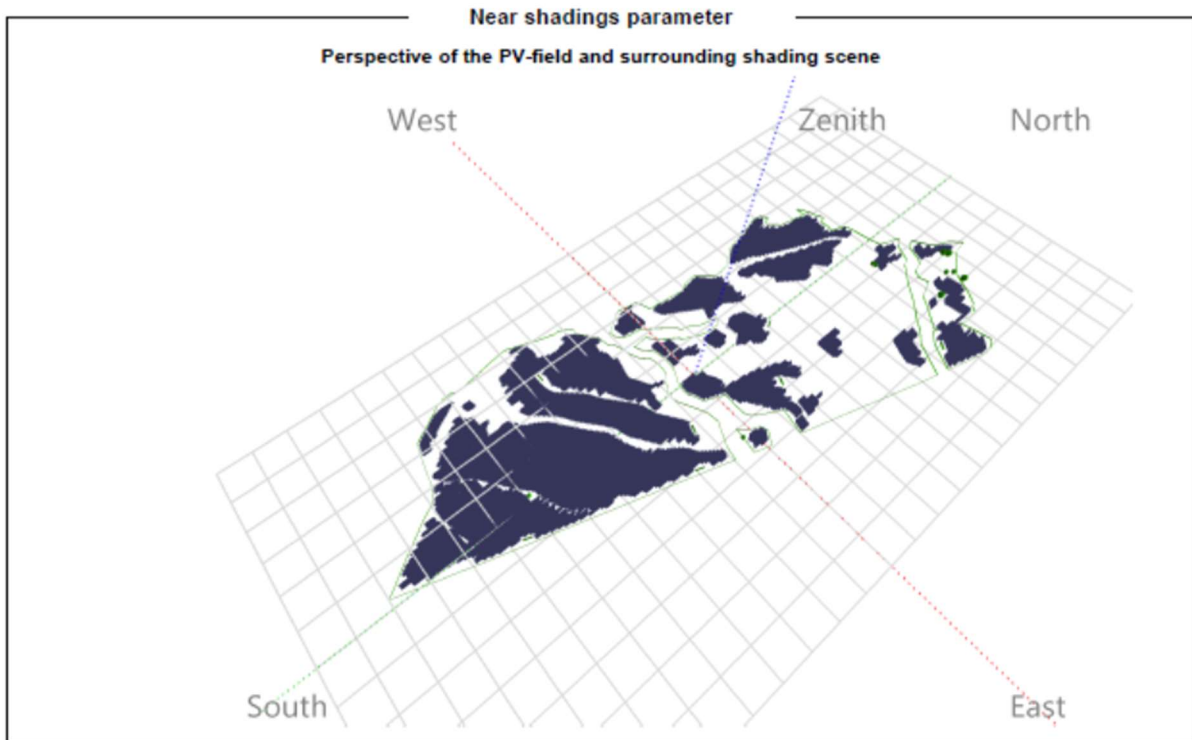 Near shadings parameter
Perspective of the PV-field and surrounding shading scene
West
Zenith
North
South
East